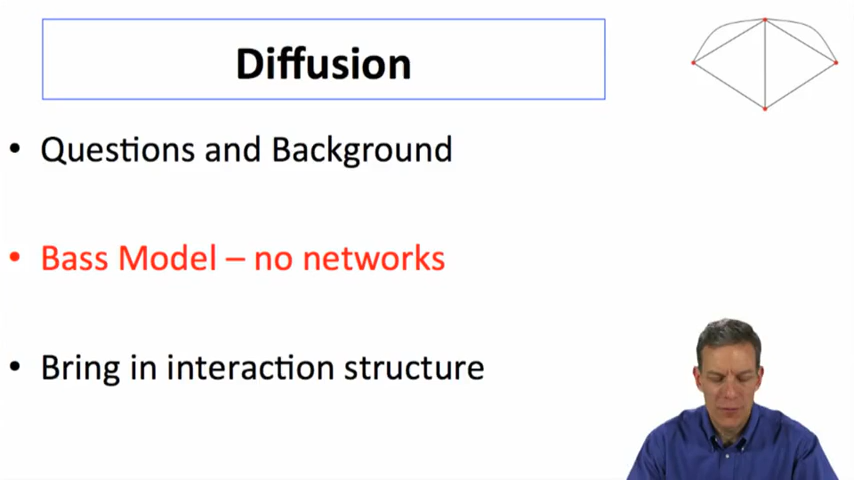 Diffusion
• Questions and Background
• Bass Model – no networks
• Bring in interaction structure